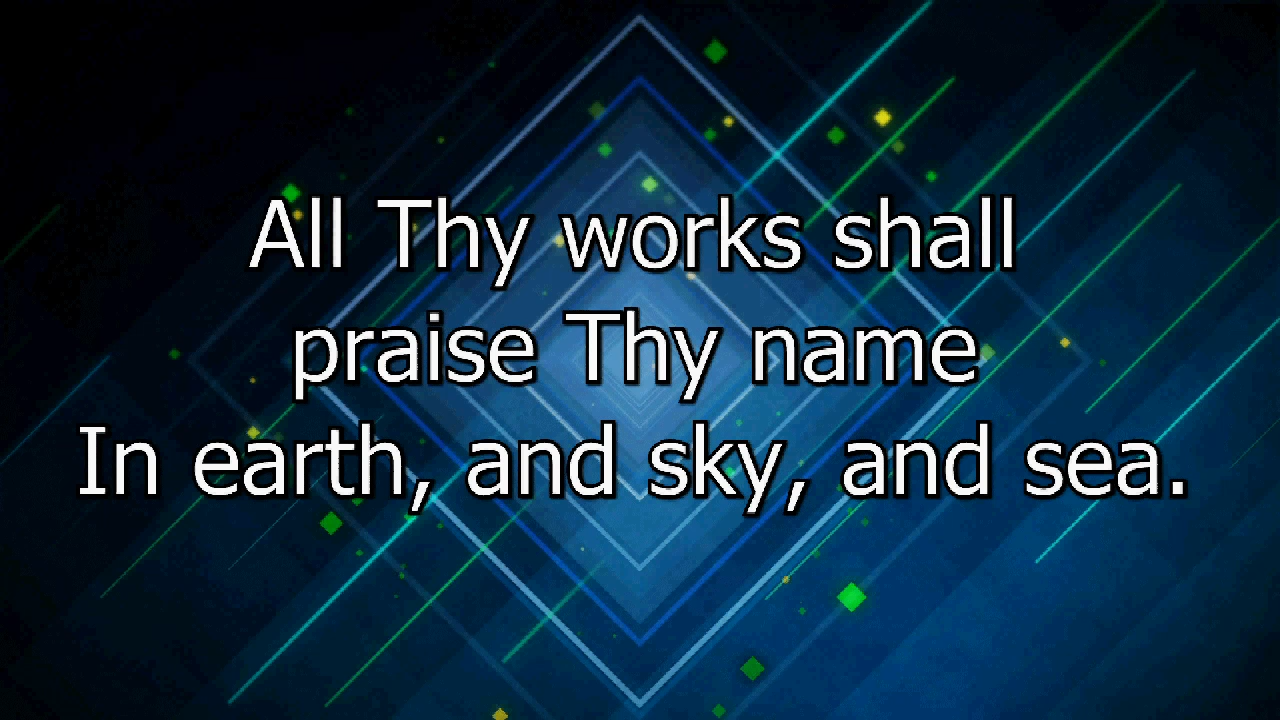 All Thy works shall
praise Thy name
In earth, and sky, and sea.